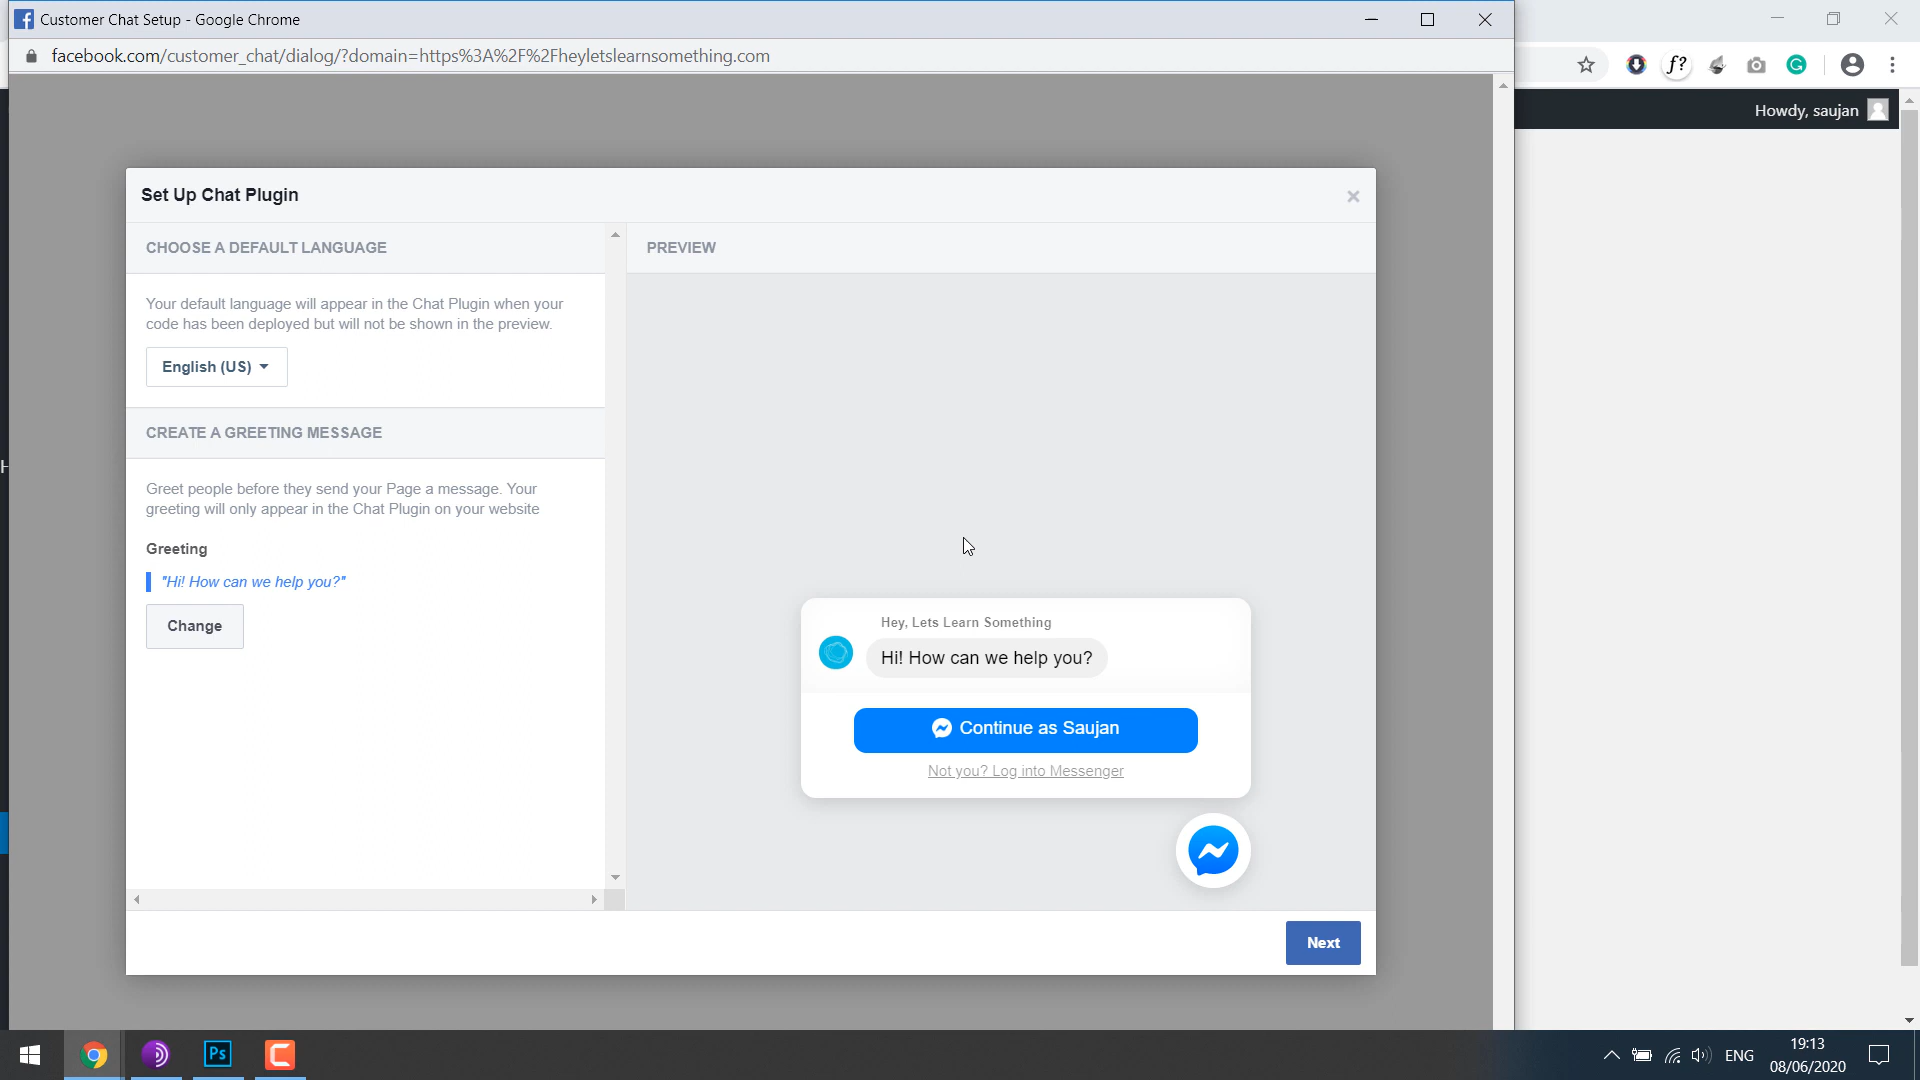 Customer Chat Setup - Google Chrome
facebook.com/customer_chat/dialog/?domain=https%3A%2F%2Fheyletslearnsomething.com
f?
Howdy, saujan
Set Up Chat Plugin
CHOOSE A DEFAULT LANGUAGE
PREVIEW
Your default language will appear in the Chat Plugin when your
code has been deployed but will not be shown in the preview.
English (US)
CREATE A GREETING MESSAGE
Greet people before they send your Page a message. Your
greeting will only appear in the Chat Plugin on your website
Greeting
"Hi! How can we help you?"
Change
Hey, Lets Learn Something
Hi! How can we help you?
Continue as Saujan
Not you? Log into Messenger
Next
Ps
ENG
19:13
08/06/2020